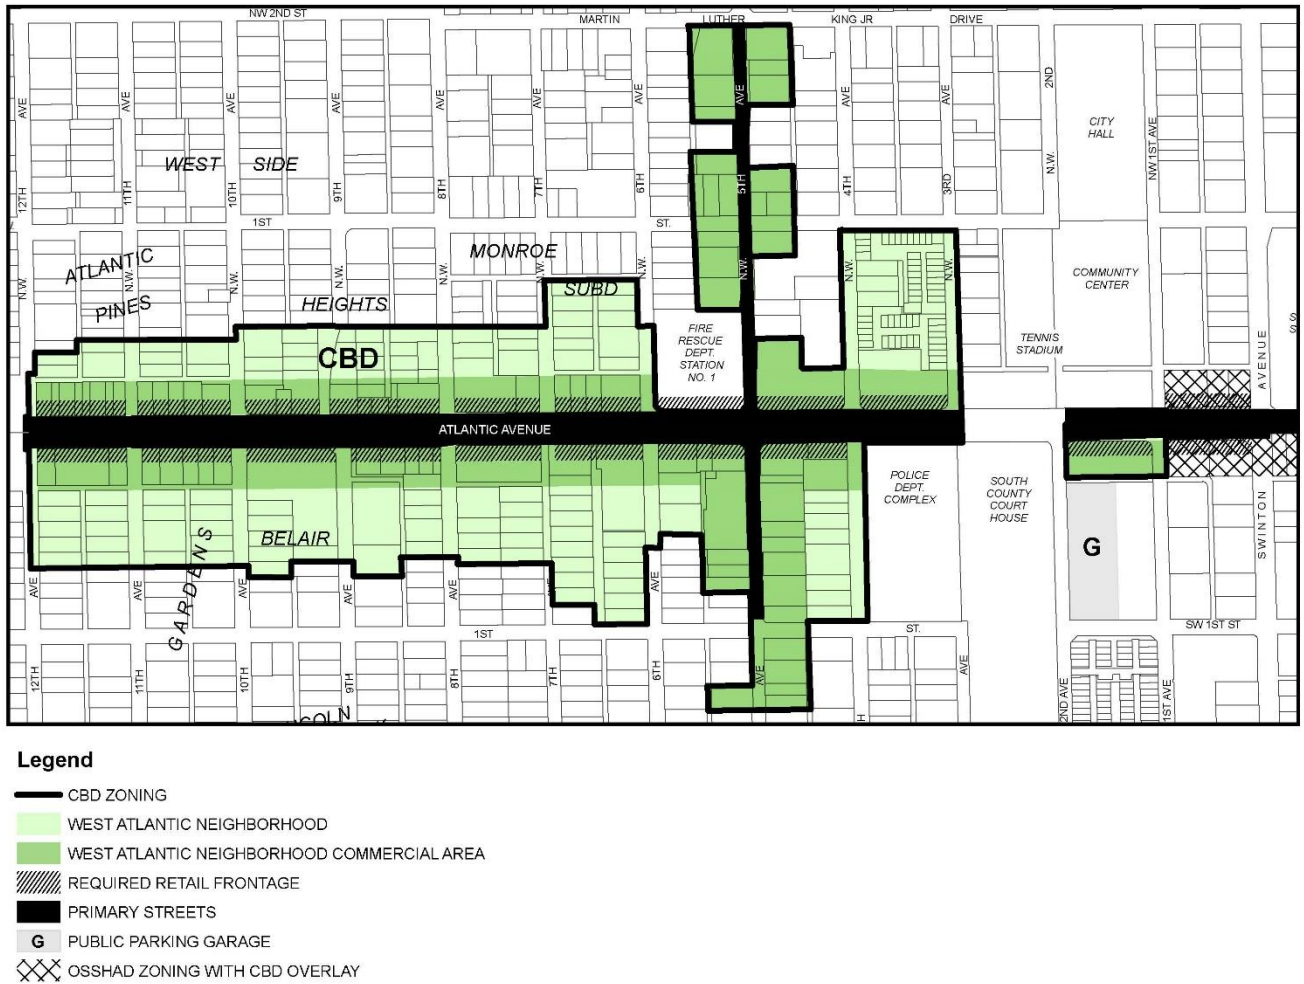 NW 2ND ST
MARTIN LUTHER KING JR DRIVE
12TH AVE
11TH AVE
10TH AVE
9TH AVE
8TH AVE
7TH AVE
6TH AVE
5TH AVE
4TH AVE
3RD AVE
2ND
N.W.
NW 1ST AVE
CITY
HALL
WEST SIDE
1ST ST.
N.W.
N.W.
N.W.
N.W.
N.W.
N.W.
N.W.
N.W.
N.W.
N.W.
ATLANTIC
PINES
MONROE
SUBD
HEIGHTS
COMMUNITY
CENTER
CBD
FIRE
RESCUE
DEPT.
STATION
NO. 1
TENNIS
STADIUM
AVENUE
S
S
ATLANTIC AVENUE
POLICE
DEPT.
COMPLEX
SOUTH
COUNTY
COURT
HOUSE
G
SWINTON
BELAIR
GARDENS
12TH AVE
11TH AVE
10TH AVE
9TH AVE
8TH AVE
7TH AVE
6TH AVE
AVE
H
AVE
1ST ST.
SW 1ST ST
2ND AVE
1ST AVE
COLN
Legend
CBD ZONING
WEST ATLANTIC NEIGHBORHOOD
WEST ATLANTIC NEIGHBORHOOD COMMERCIAL AREA
REQUIRED RETAIL FRONTAGE
PRIMARY STREETS
G PUBLIC PARKING GARAGE
OSSHAD ZONING WITH CBD OVERLAY